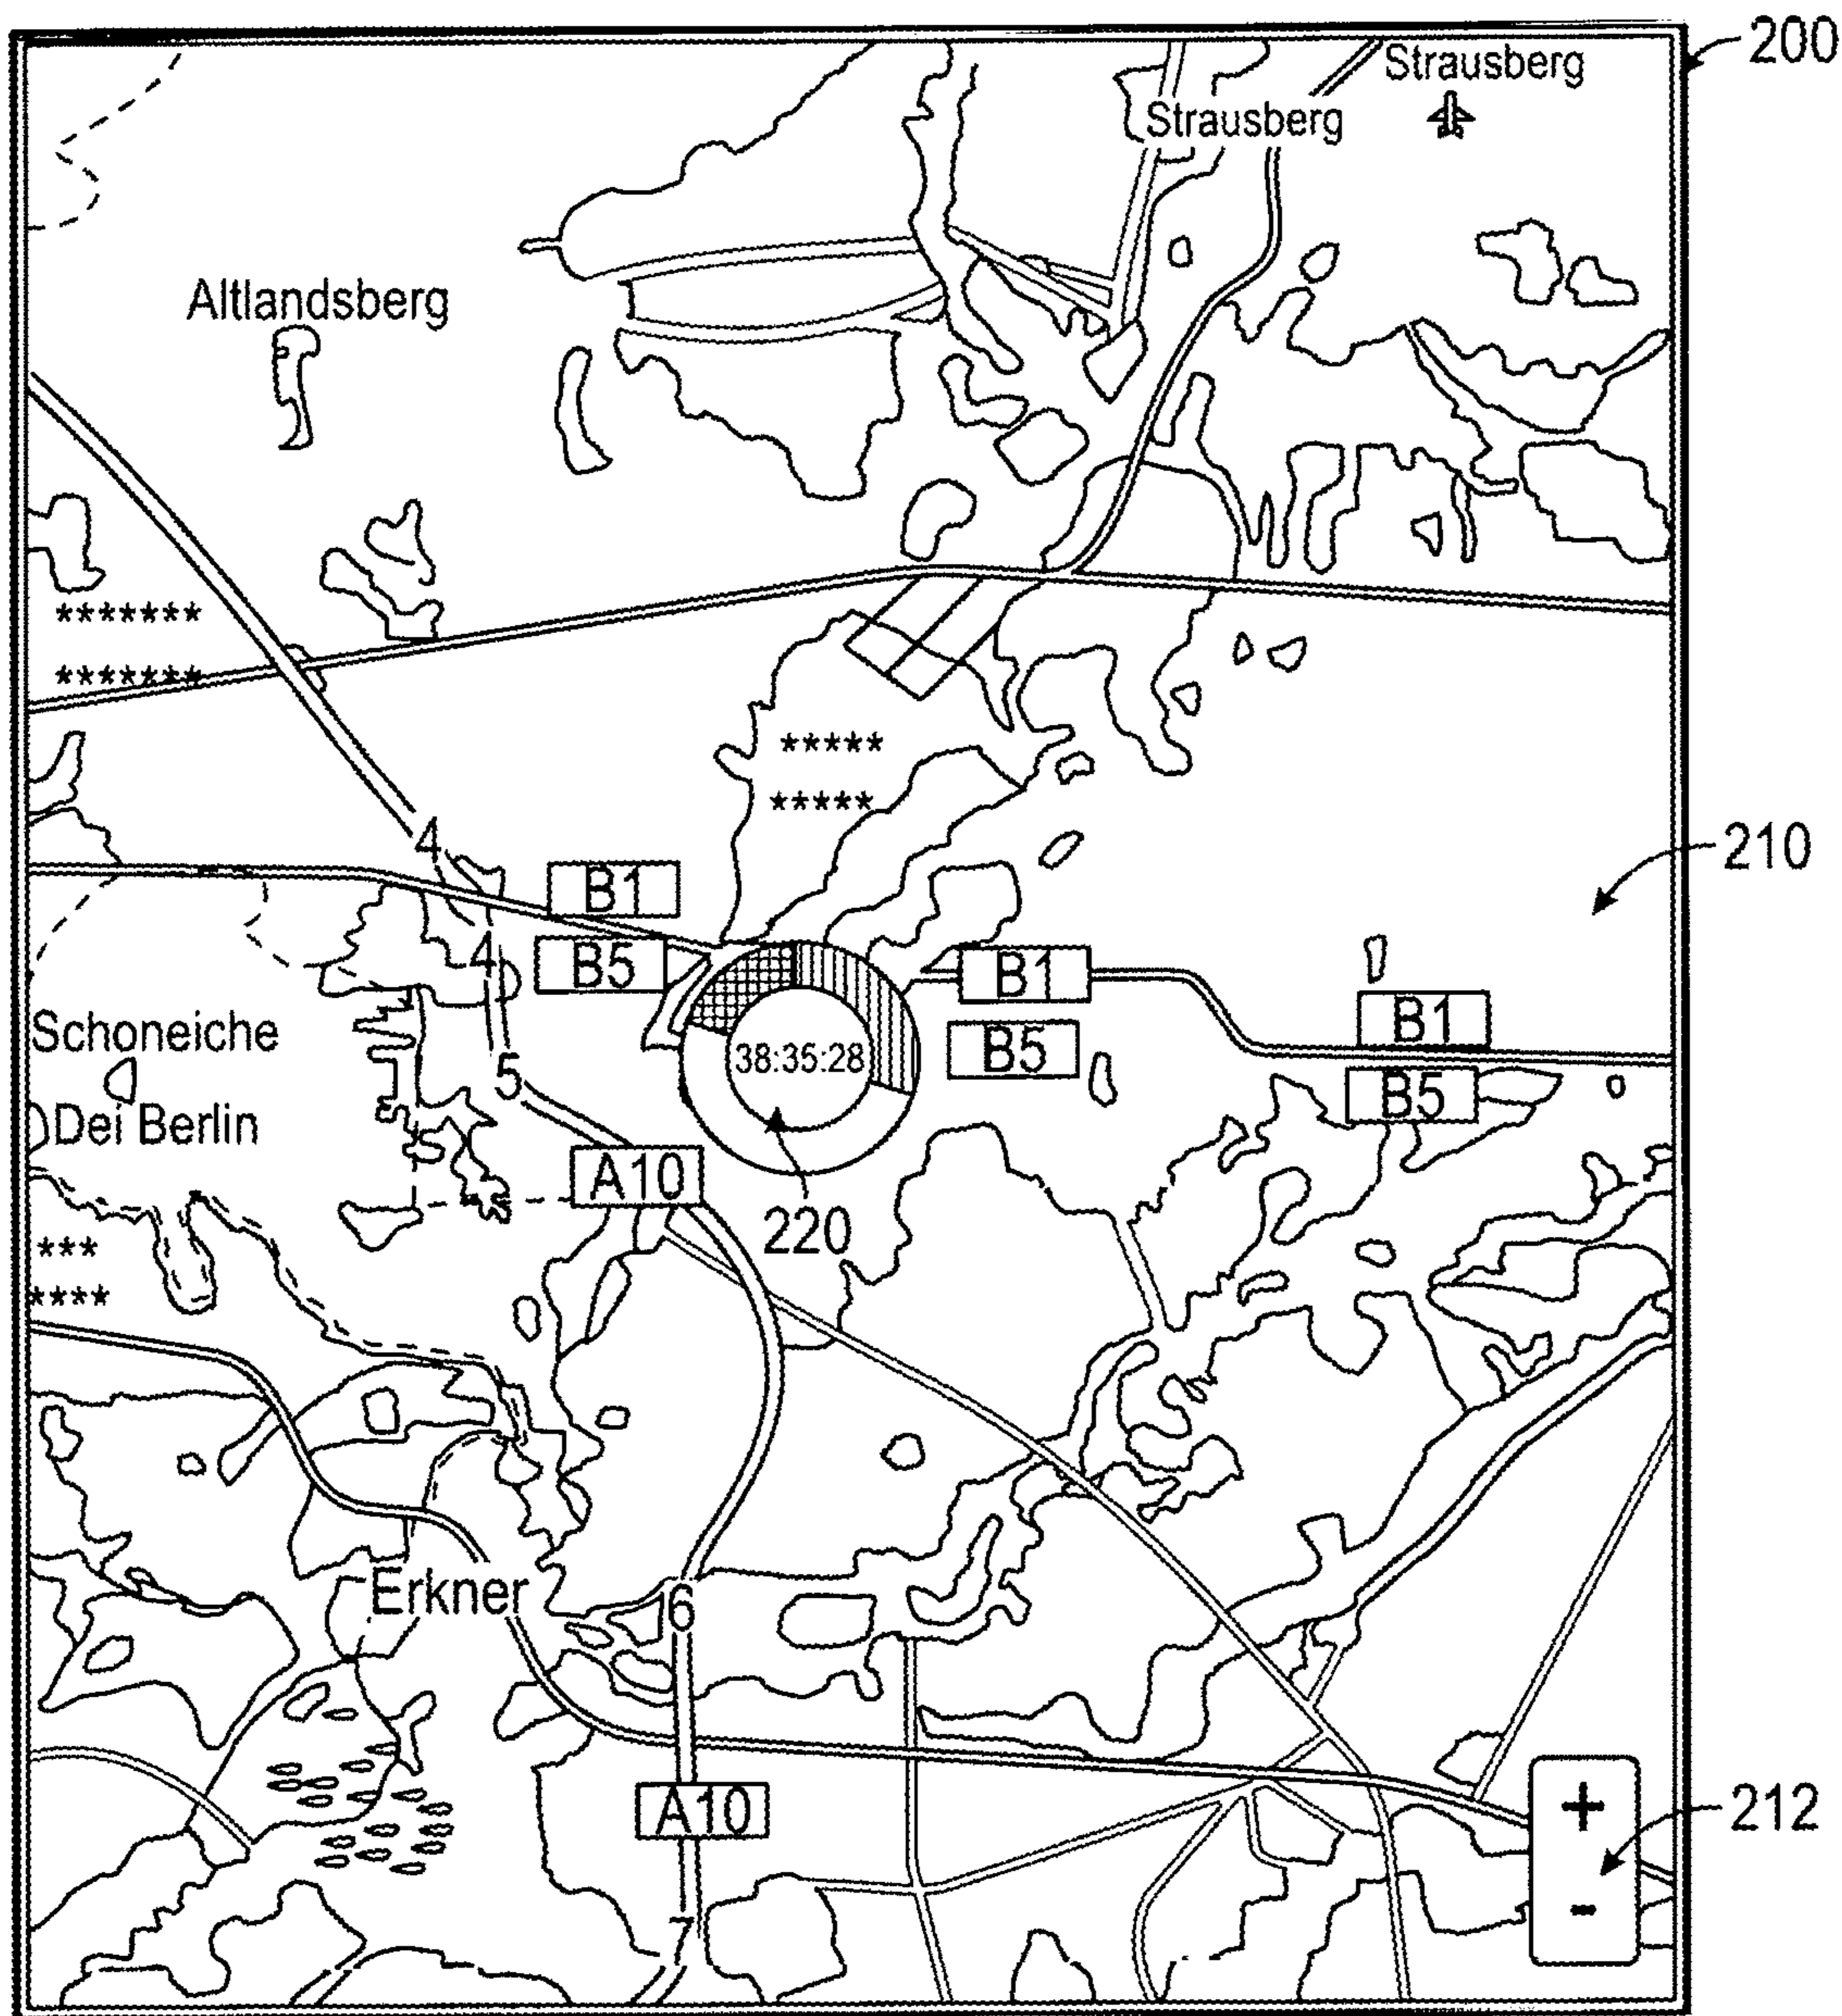 200
Strausberg
Strausberg
Altlandsberg
*******
*******
*****
*****
4
210
B1
4
B5
B1
B1
Schoneiche
38:35:28
B5
5
B5
Dei Berlin
A10
220
***
****
Erkner
6
A10
+
212
-
7